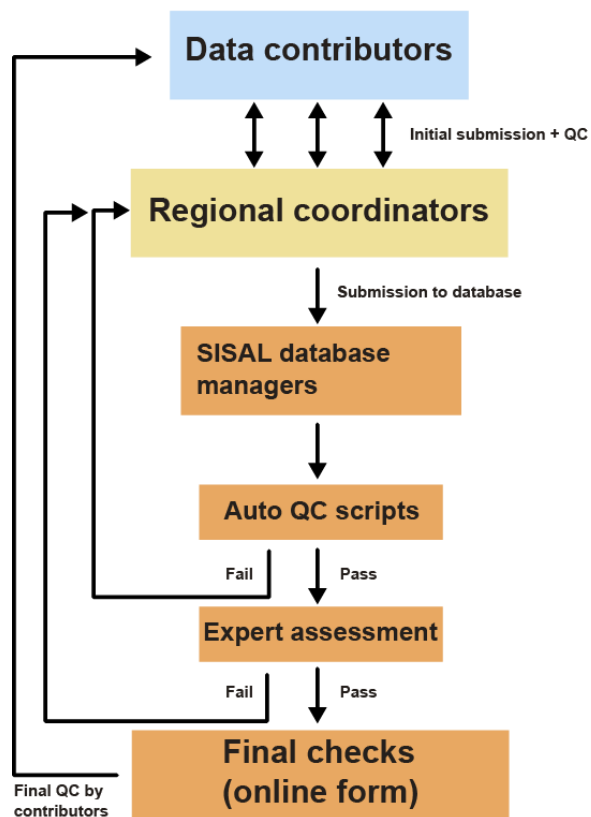 Data contributors
Initial submission + QC
Regional coordinators
Submission to database
SISAL database
managers
Auto QC scripts
Fail
Pass
Expert assessment
Fail
Pass
Final checks
(online form)
Final QC by
contributors